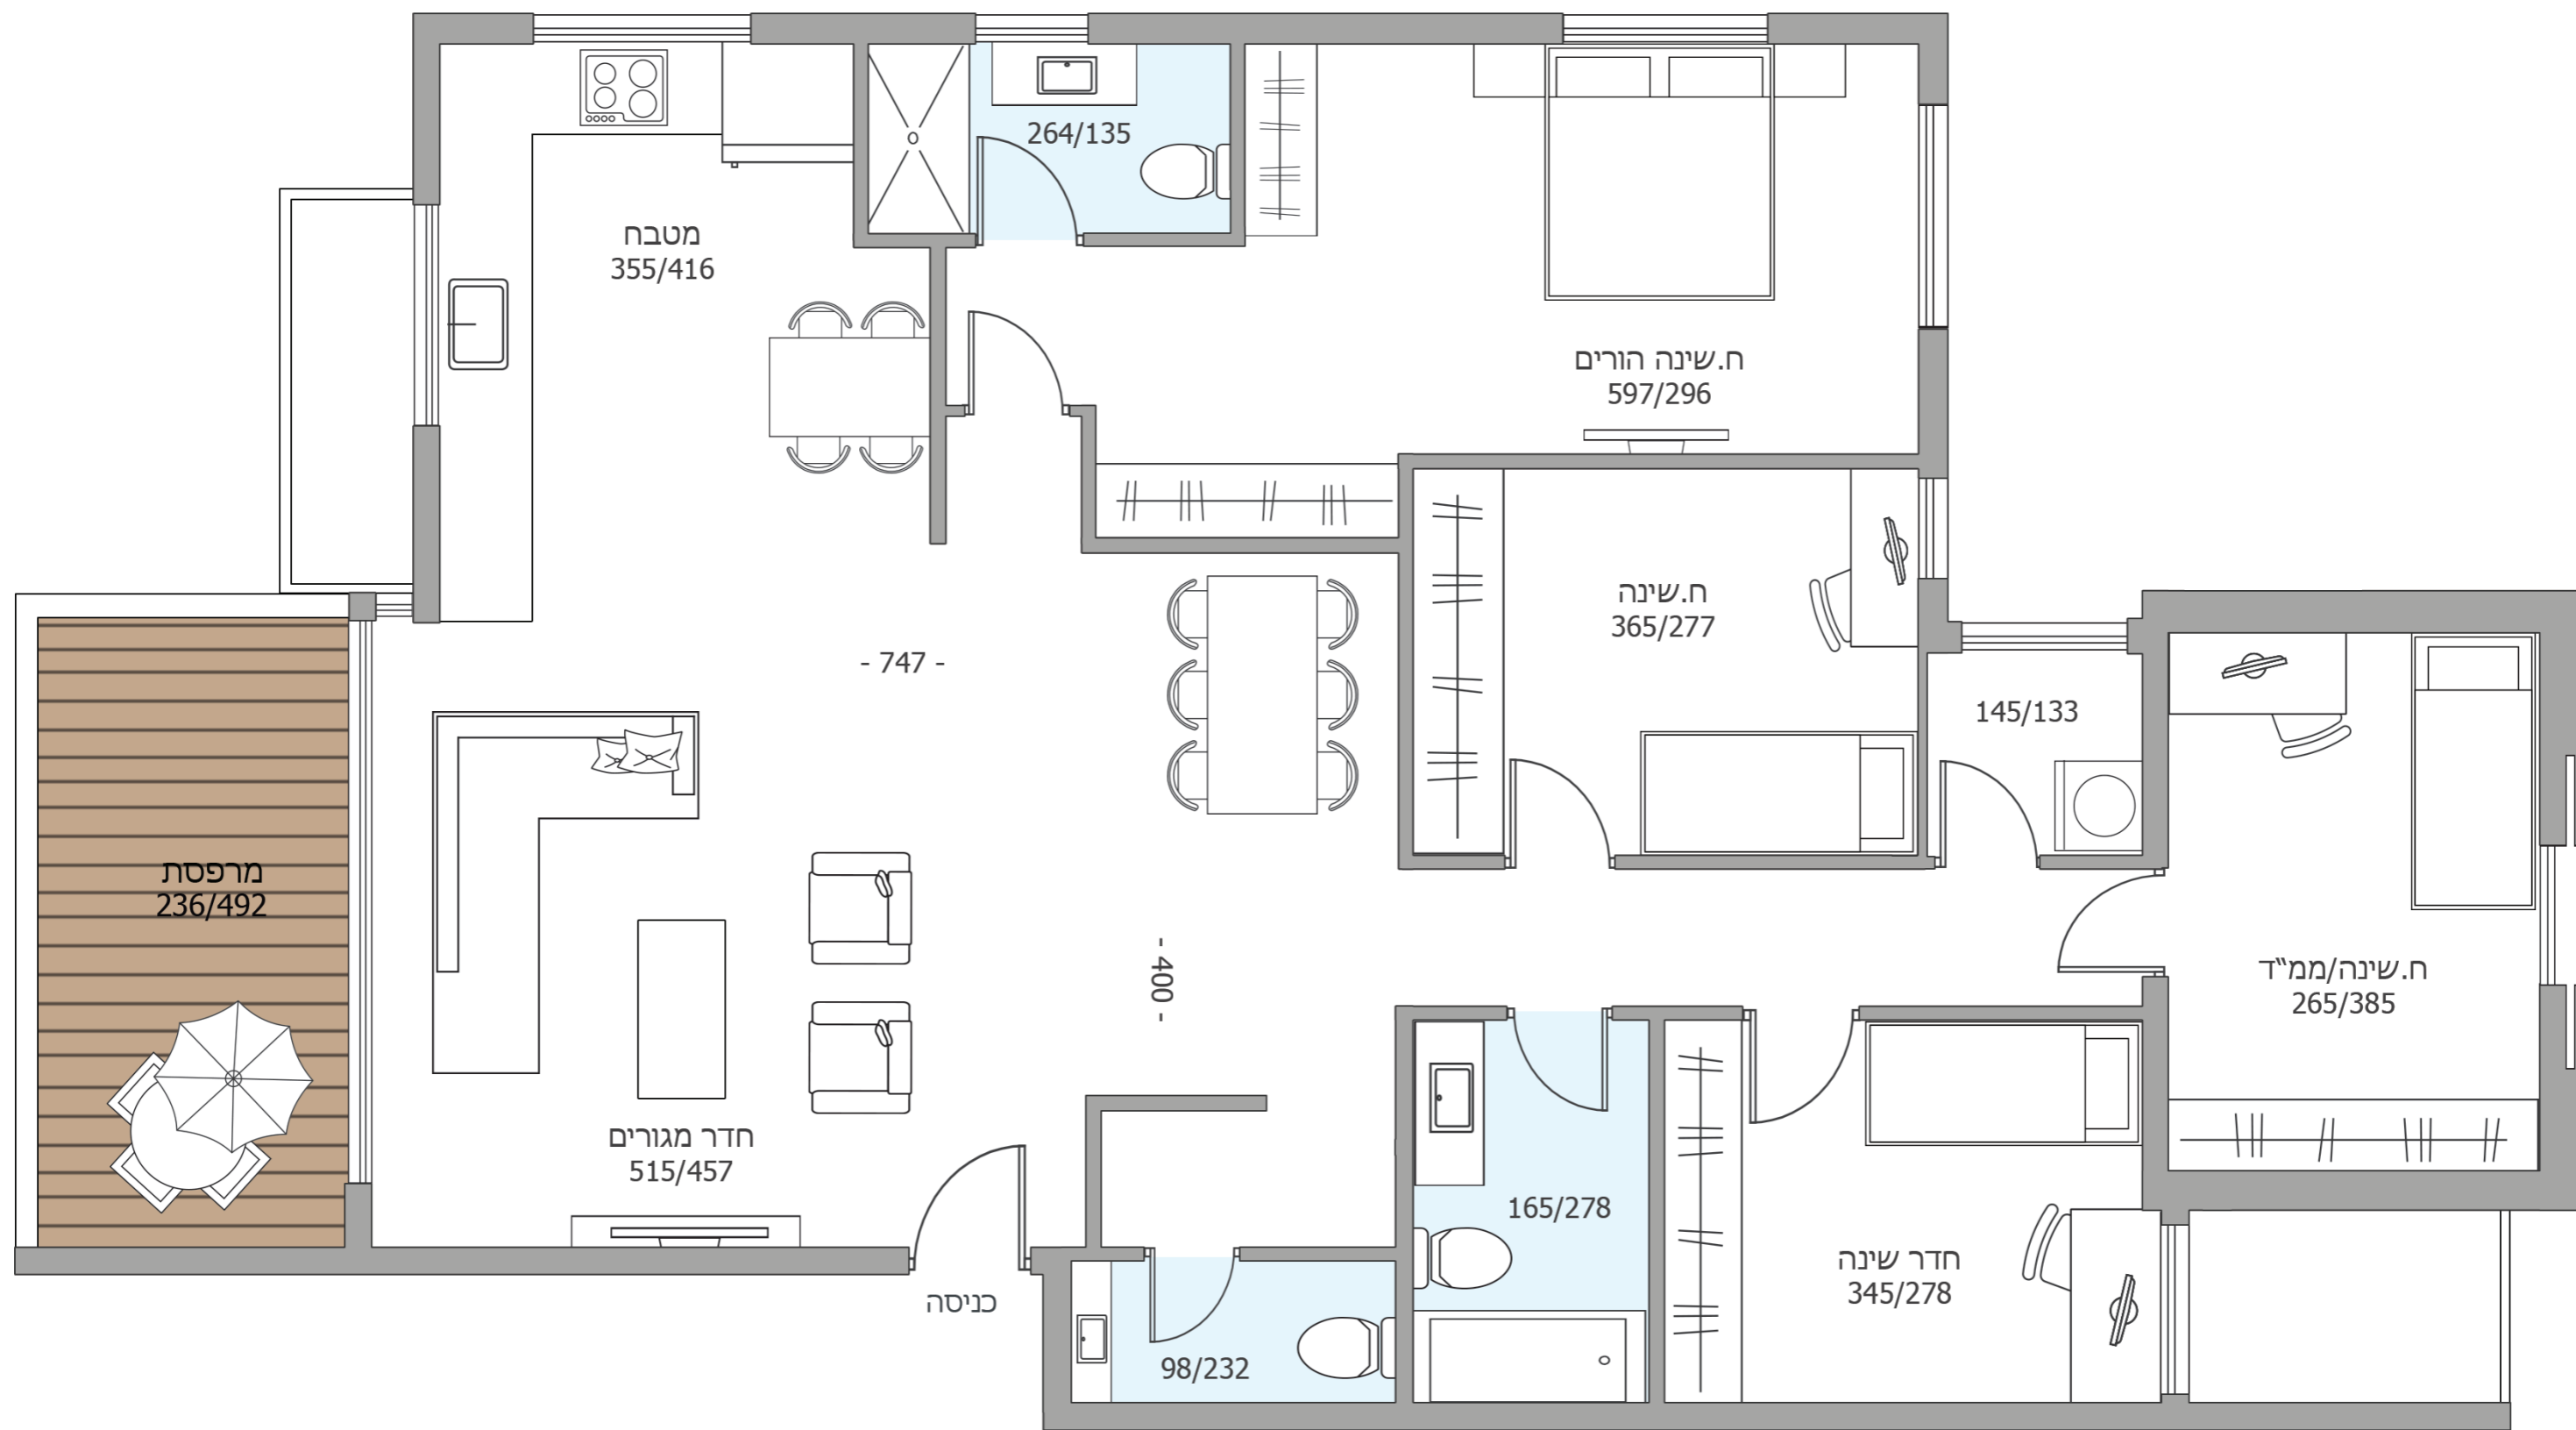 264/135
מטבח
355/416
ח.שינה הורים
597/296
ח.שינה
365/277
- 747 -
145/133
מרפסת
236/492
ח.שינה/ממ"ד
265/385
- 400 -
חדר מגורים
515/457
165/278
חדר שינה
345/278
כניסה
98/232